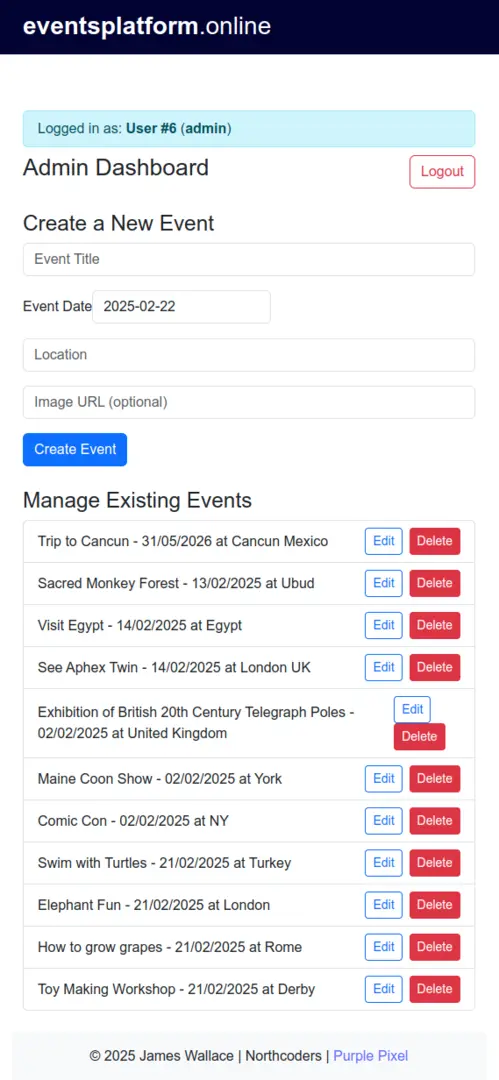 eventsplatform.online
Logged in as: User #6 (admin)
Admin Dashboard
Logout
Create a New Event
Event Title
Event Date 2025-02-22
Location
Image URL (optional)
Create Event
Manage Existing Events
Trip to Cancun - 31/05/2026 at Cancun Mexico Edit Delete
Sacred Monkey Forest - 13/02/2025 at Ubud Edit Delete
Visit Egypt - 14/02/2025 at Egypt Edit Delete
See Aphex Twin - 14/02/2025 at London UK Edit Delete
Exhibition of British 20th Century Telegraph Poles -
02/02/2025 at United Kingdom
Edit
Delete
Maine Coon Show - 02/02/2025 at York Edit Delete
Comic Con - 02/02/2025 at NY Edit Delete
Swim with Turtles - 21/02/2025 at Turkey Edit Delete
Elephant Fun - 21/02/2025 at London Edit Delete
How to grow grapes - 21/02/2025 at Rome Edit Delete
Toy Making Workshop - 21/02/2025 at Derby Edit Delete
© 2025 James Wallace | Northcoders | Purple Pixel